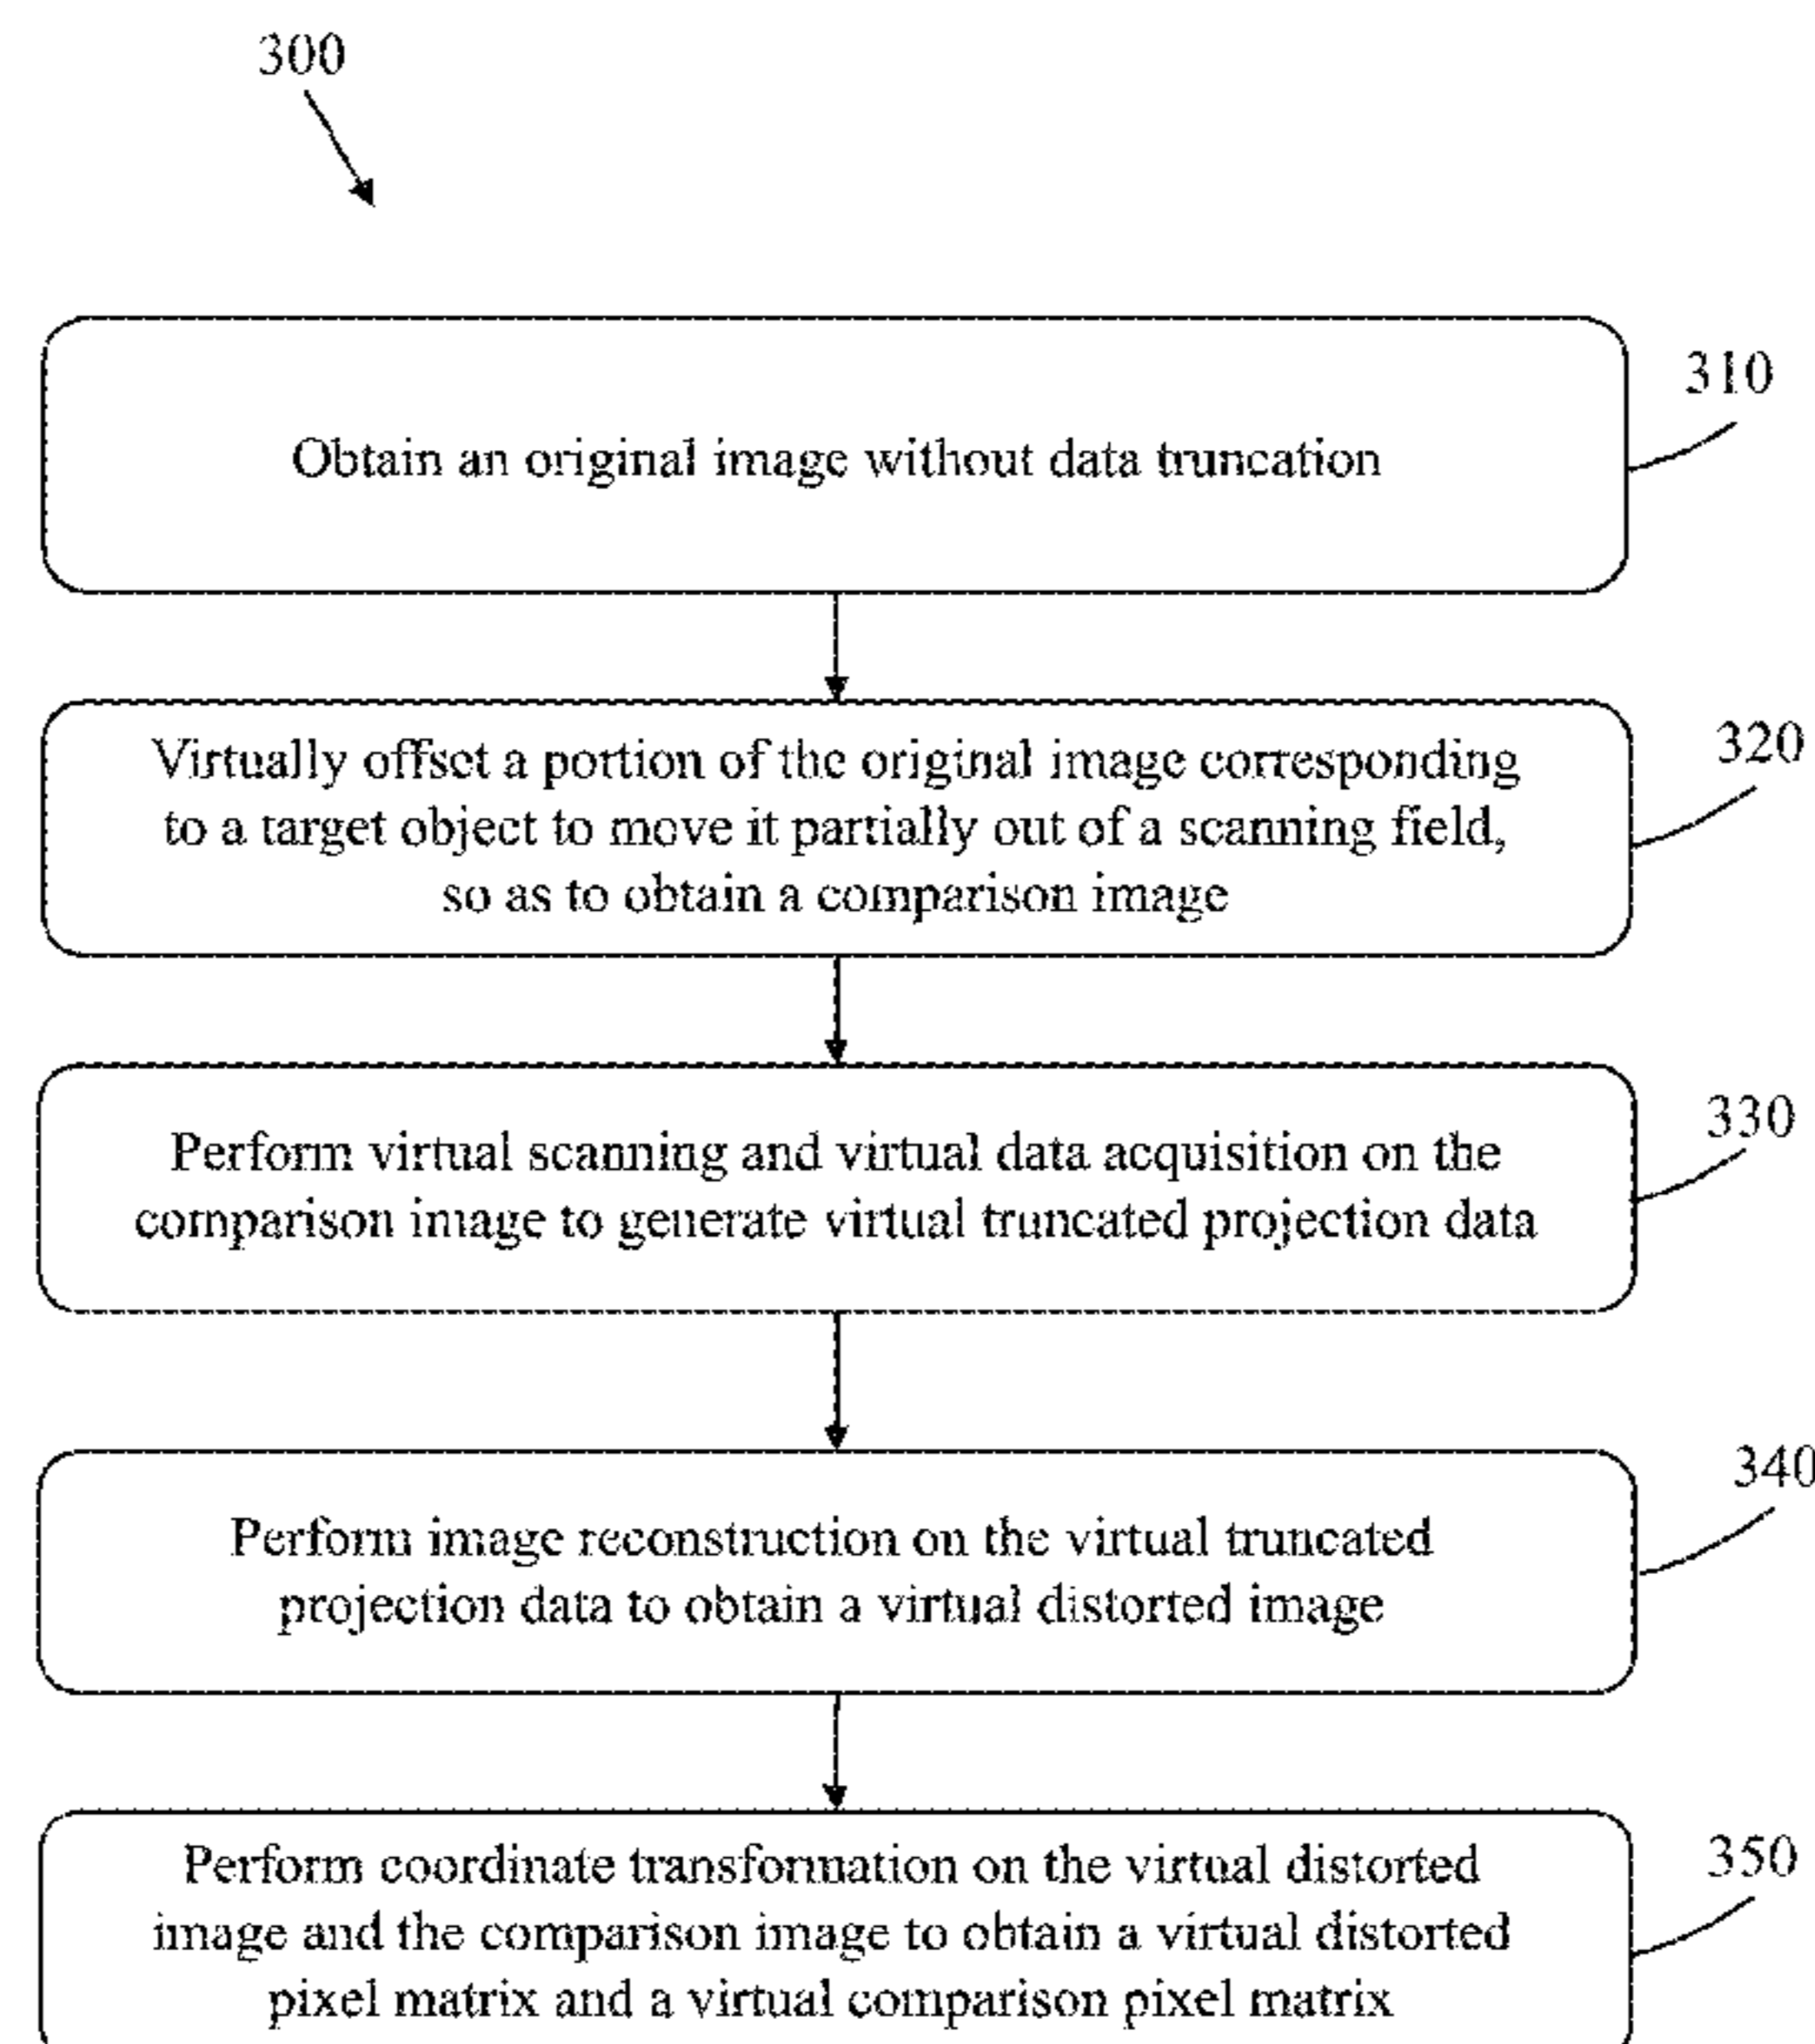 300
310
Obtain an original image without data truncation
320
Virtually offset a portion of the original image corresponding
to a target object to move it partially out of a scanning field,
so as to obtain a comparison image
330
Perform virtual scanning and virtual data acquisition on the
comparison image to generate virtual truncated projection data
340
Perform image reconstruction on the virtual truncated
projection data to obtain a virtual distorted image
350
Perform coordinate transformation on the virtual distorted
image and the comparison image to obtain a virtual distorted
pixel matrix and a virtual comparison pixel matrix